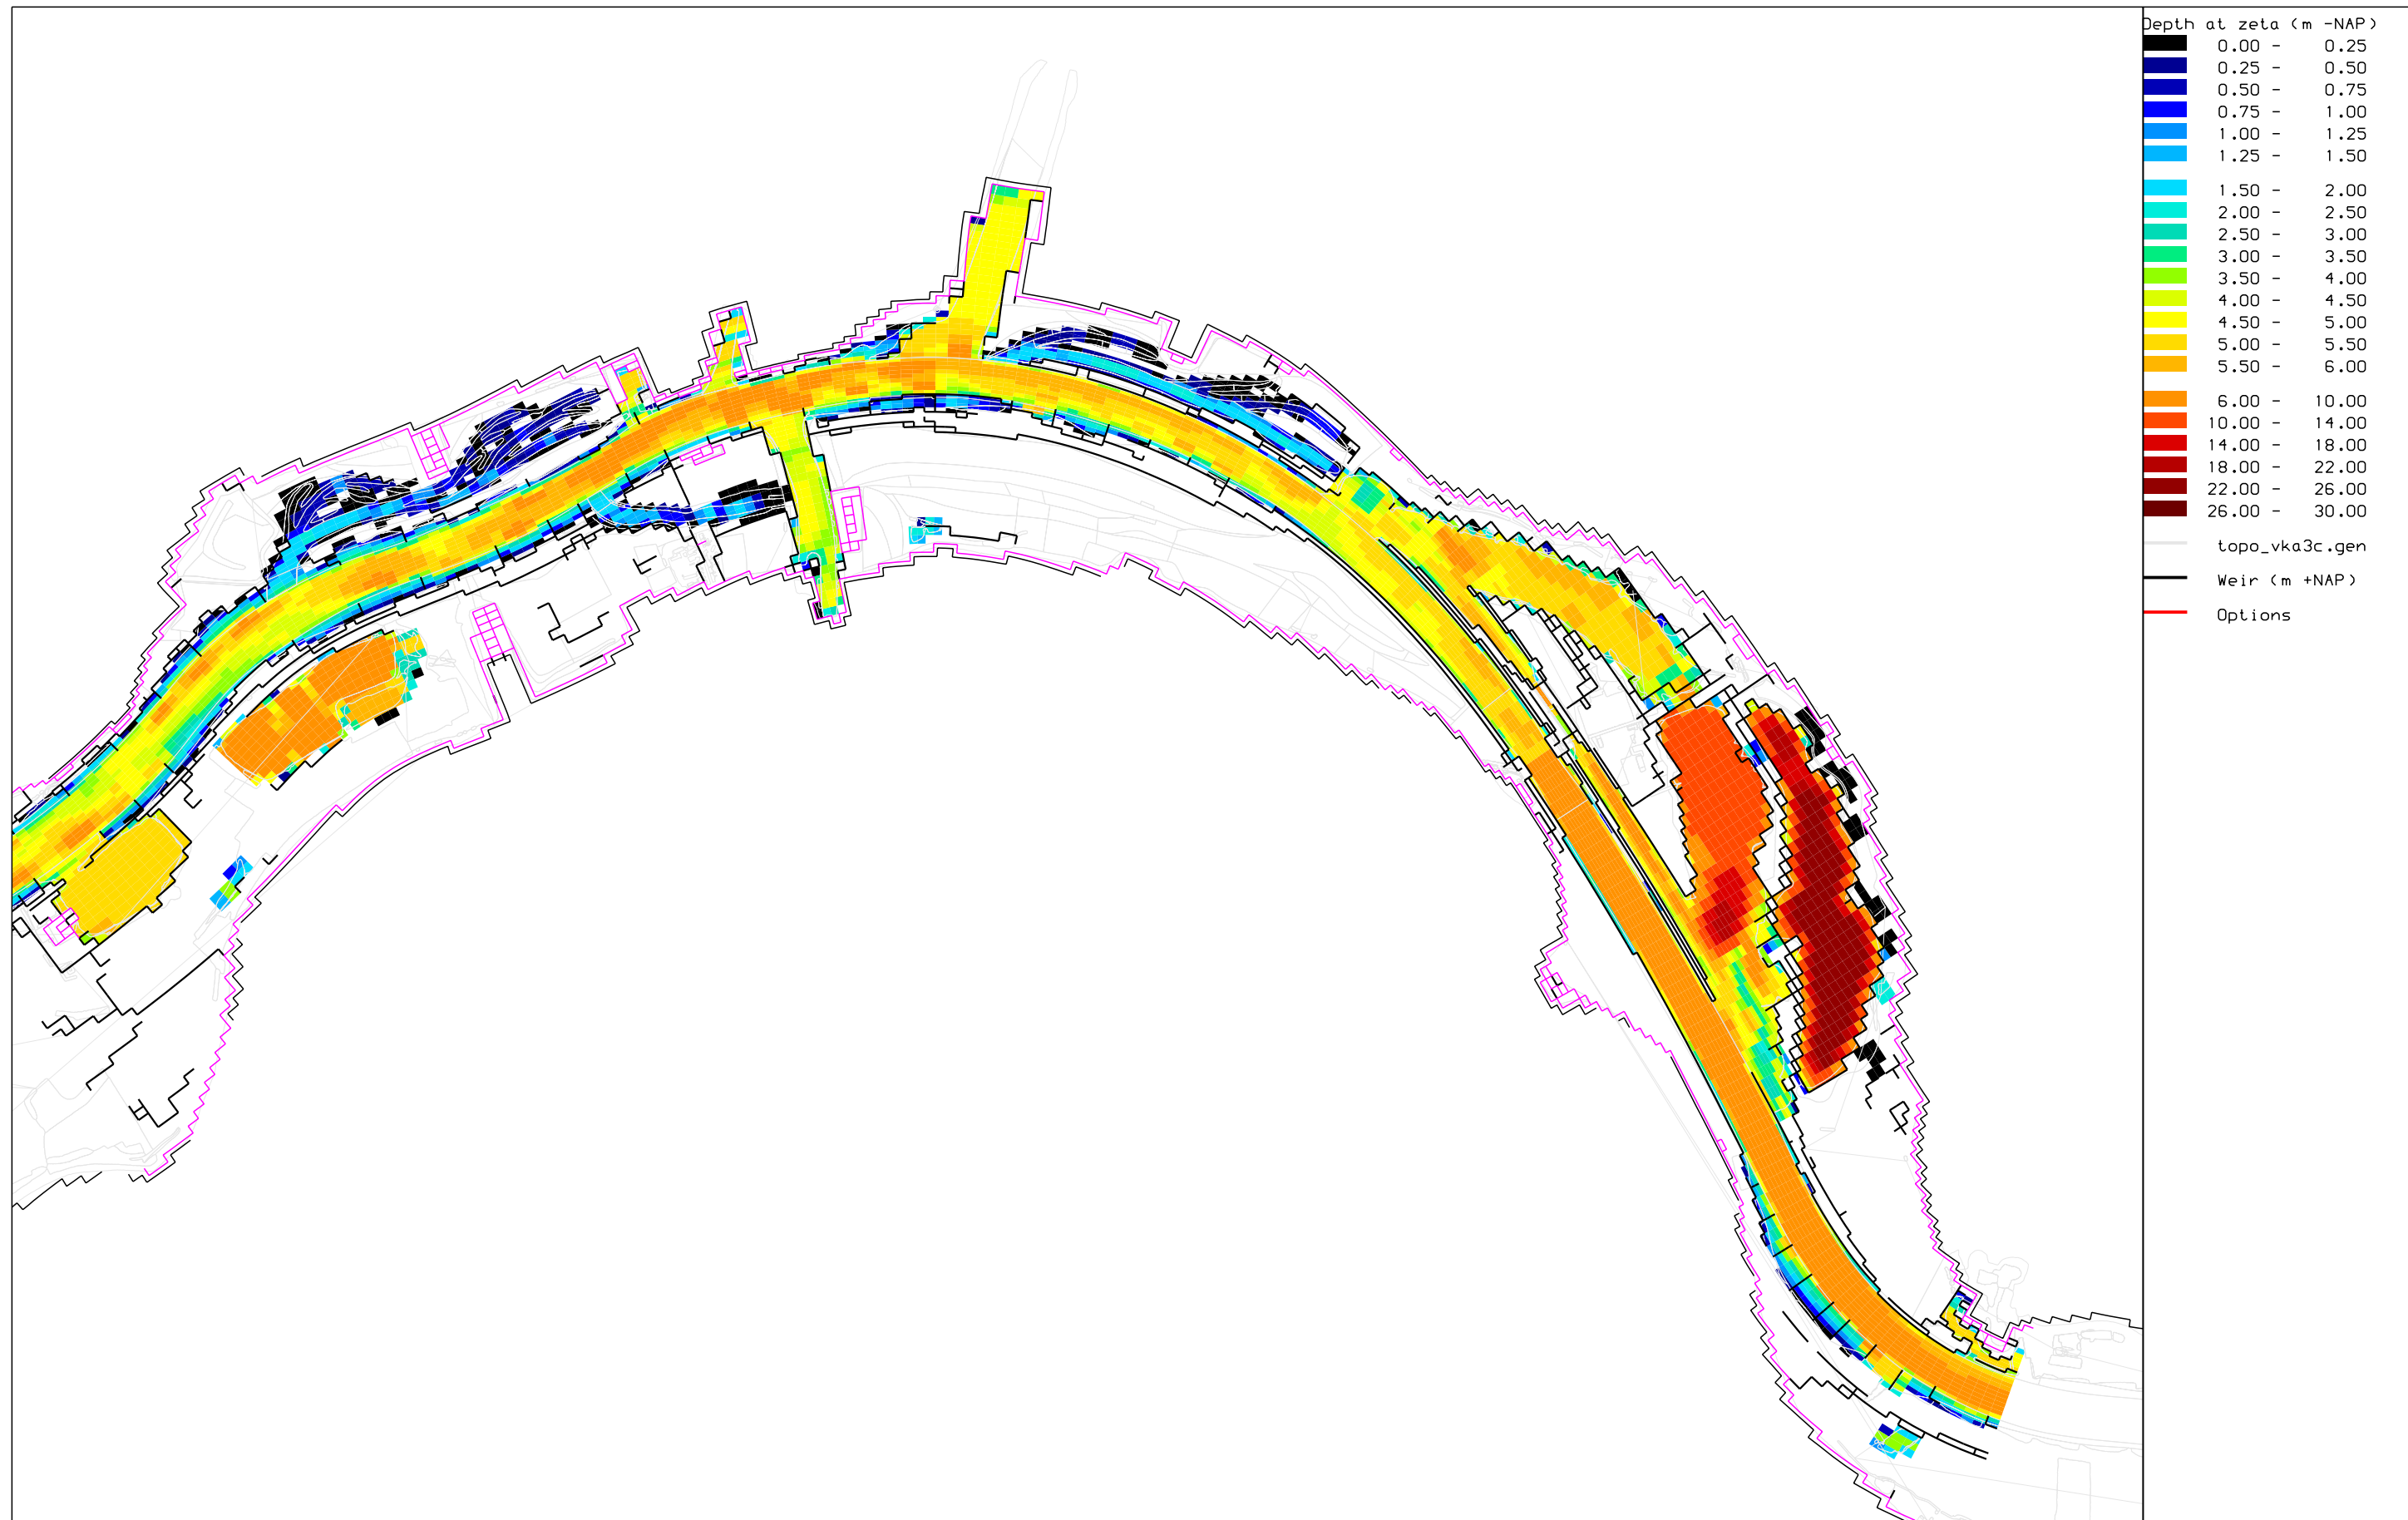 Depth at zeta (m -NAP)
0.00 - 0.25
0.25 - 0.50
0.50 - 0.75
0.75 - 1.00
1.00 - 1.25
1.25 - 1.50
1.50 - 2.00
2.00 - 2.50
2.50 - 3.00
3.00 - 3.50
3.50 - 4.00
4.00 - 4.50
4.50 - 5.00
5.00 - 5.50
5.50 - 6.00
6.00 - 10.00
10.00 - 14.00
14.00 - 18.00
18.00 - 22.00
22.00 - 26.00
26.00 - 30.00
topo_vka3c.gen
Weir (m +NAP)
Options